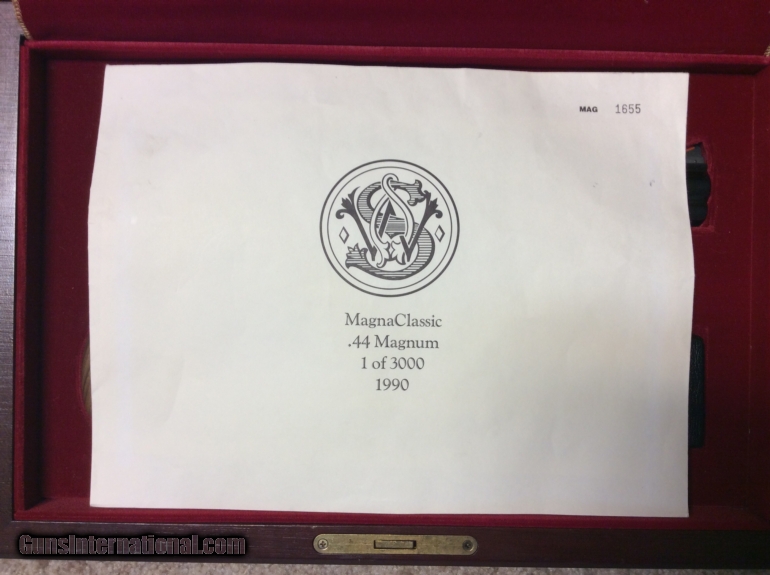 MAG 1655
MagnaClassic
.44 Magnum
1 of 3000
1990
GunsInternational.com